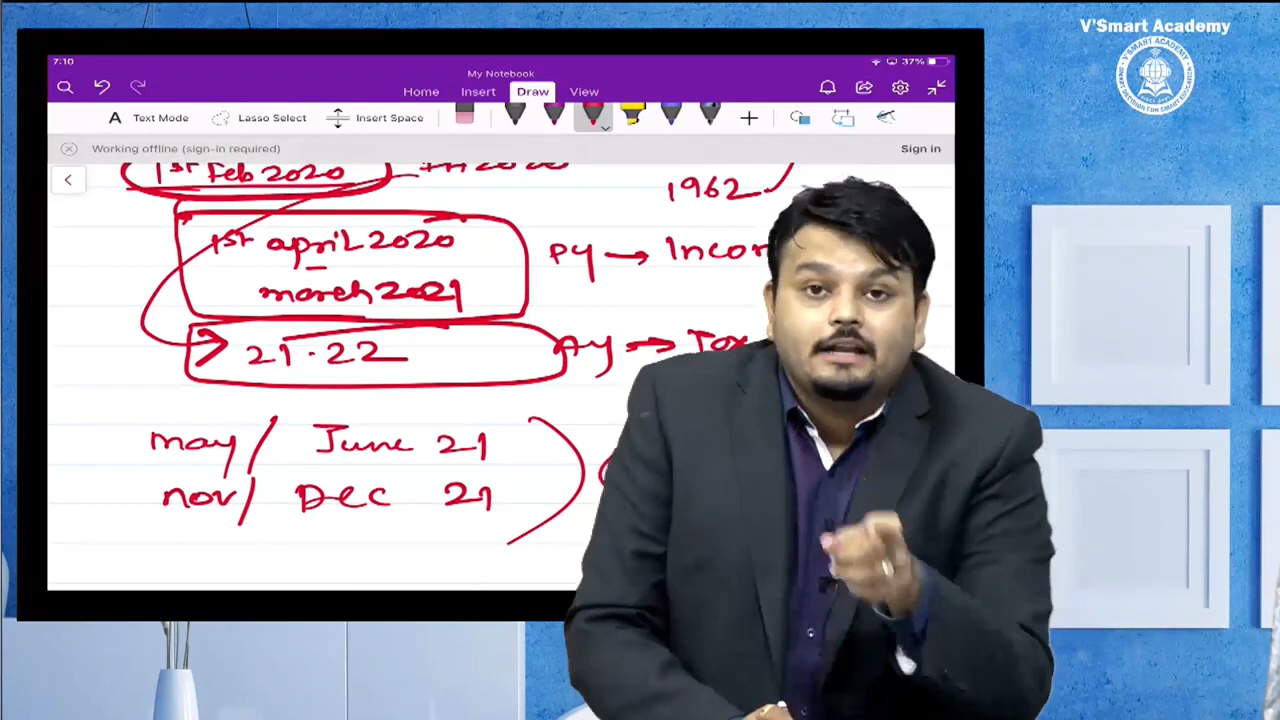 V'Smart Academy
7:10
37%
My Notebook
Home Insert Draw View
A Text Mode Lasso Select Insert Space
Working offline (sign-in required) Sign in
1st Feb 2020
1962
1st april 2020 PY → Incom
-
march 2021
21.22 AY → Tax
may / June 21
nov / Dec 21